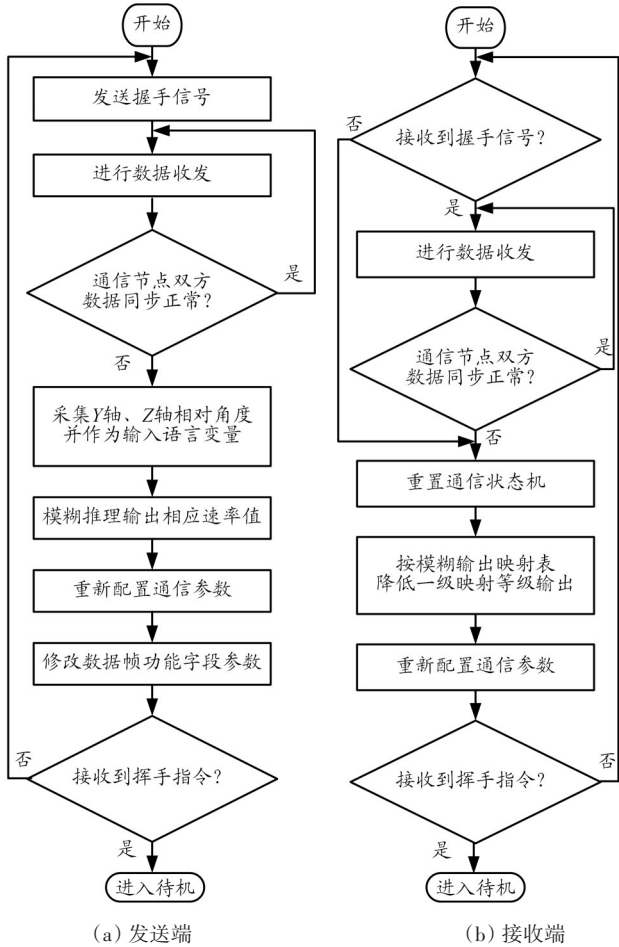 开始
发送握手信号
进行数据收发
通信节点双方
数据同步正常?
是
否
采集Y轴、Z轴相对角度
并作为输入语言变量
模糊推理输出相应速率值
重新配置通信参数
修改数据帧功能字段参数
接收到挥手指令?
否
是
进入待机
(a)发送端
开始
接收到握手信号?
否
是
进行数据收发
通信节点双方
数据同步正常?
是
否
重置通信状态机
按模糊输出映射表
降低一级映射等级输出
重新配置通信参数
接收到挥手指令?
否
是
进入待机
(b)接收端